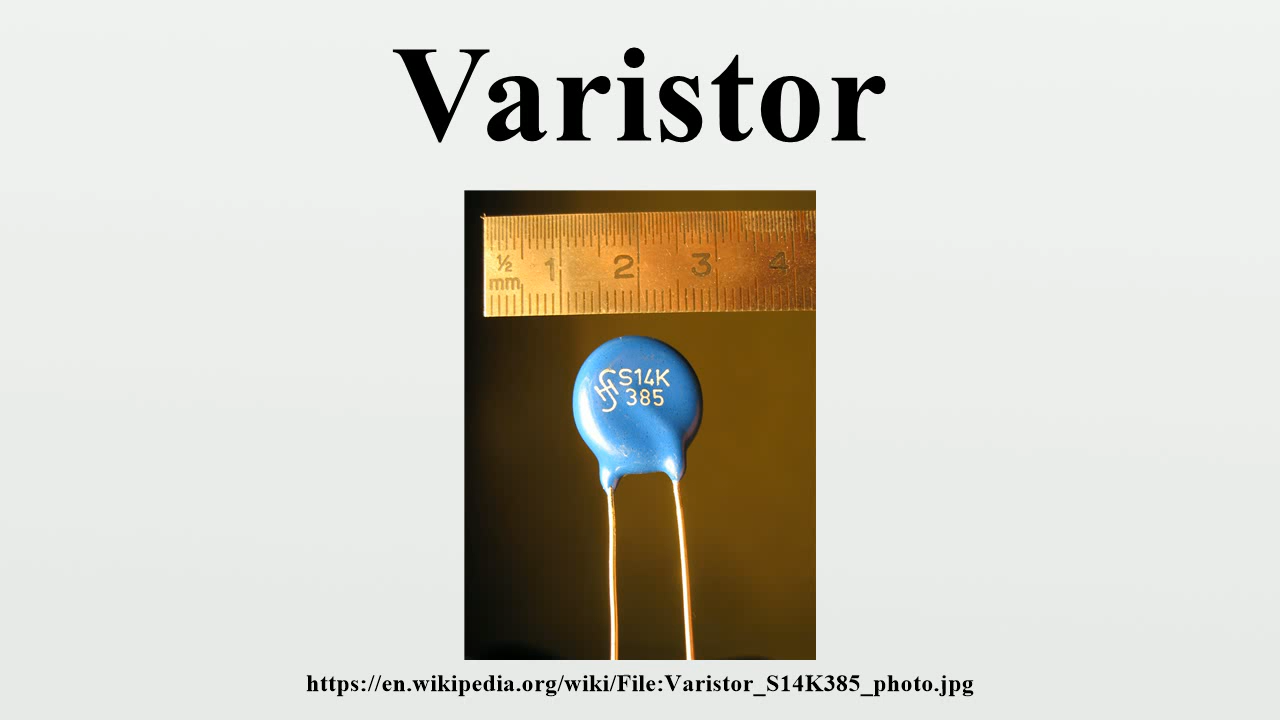 Varistor
½ 1 2 3 4
mm
S14K
385
https://en.wikipedia.org/wiki/File:Varistor_S14K385_photo.jpg